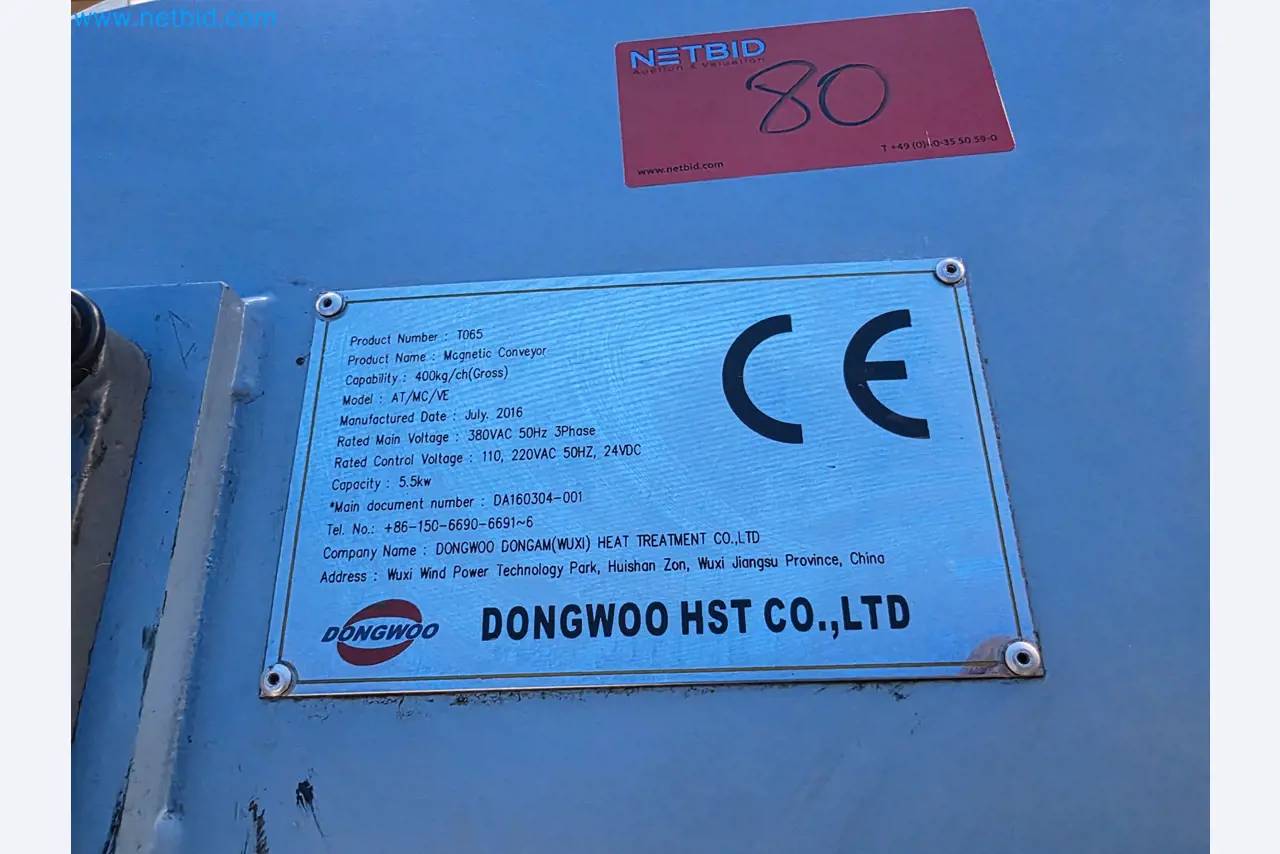 www.netbid.com
NETBID
Auction & Valuation
80
T +49 (0)40-35 50 59-0
www.netbid.com
Product Number : T065
Product Name : Magnetic Conveyor
Capability : 400kg/ch(Gross)
Model : AT/MC/VE
Manufactured Date : July. 2016
Rated Main Voltage : 380VAC 50Hz 3Phase
Rated Control Voltage : 110, 220VAC 50HZ, 24VDC
Capacity : 5.5kw
*Main document number : DA160304-001
Tel. No.: +86-150-6690-6691~6
Company Name : DONGWOO DONGAM(WUXI) HEAT TREATMENT CO.,LTD
Address : Wuxi Wind Power Technology Park, Huishan Zon, Wuxi Jiangsu Province, China
CE
DONGWOO
DONGWOO HST CO.,LTD